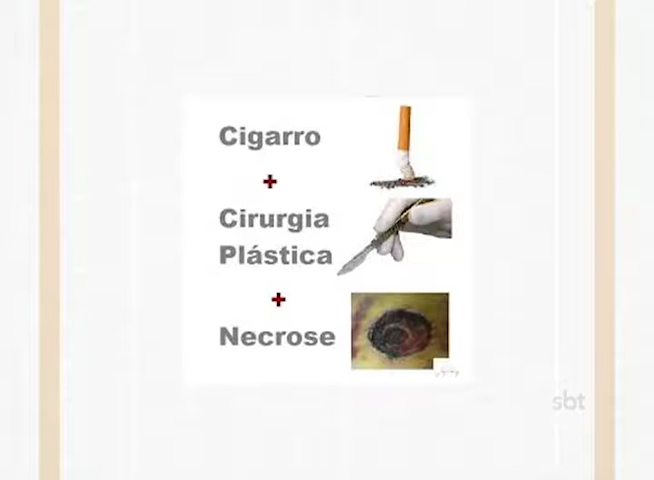 Cigarro
+
Cirurgia
Plástica
+
Necrose
sbt